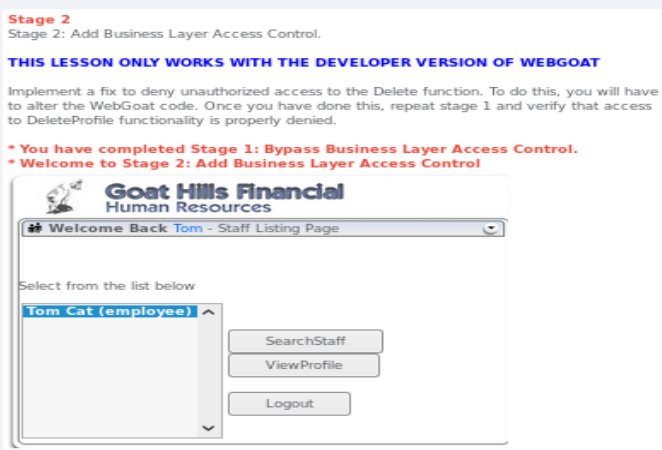 Stage 2
Stage 2: Add Business Layer Access Control.
THIS LESSON ONLY WORKS WITH THE DEVELOPER VERSION OF WEBGOAT
Implement a fix to deny unauthorized access to the Delete function. To do this, you will have
to alter the WebGoat code. Once you have done this, repeat stage 1 and verify that access
to DeleteProfile functionality is properly denied.
* You have completed Stage 1: Bypass Business Layer Access Control.
* Welcome to Stage 2: Add Business Layer Access Control
Goat Hills Financial
Human Resources
Welcome Back Tom - Staff Listing Page
Select from the list below
Tom Cat (employee)
SearchStaff
ViewProfile
Logout